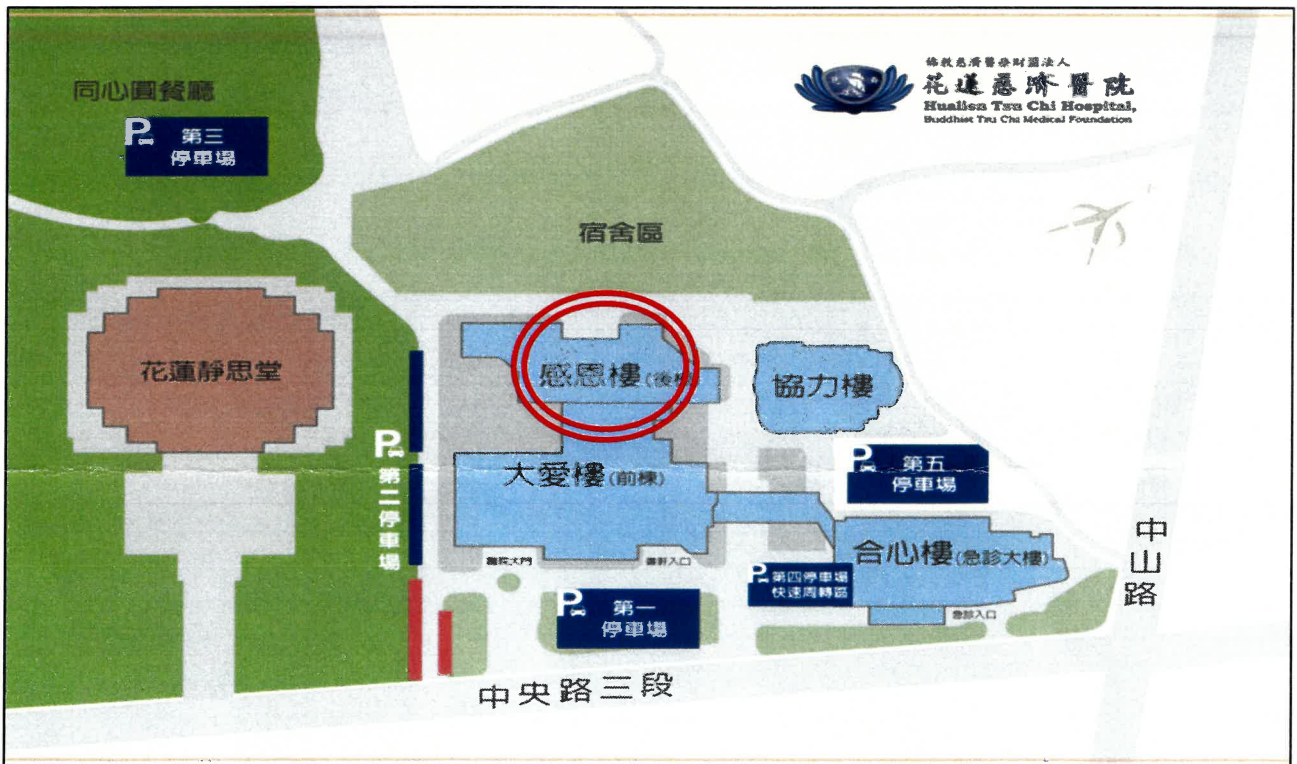 同心圓餐廳
P 第三
停車場
佛教慈濟醫療財團法人
花蓮慈濟醫院
Hualien Tzu Chi Hospital,
Buddhist Tzu Chi Medical Foundation
宿舍區
花蓮靜思堂
感恩樓(後棟)
協力樓
P 第二停車場
大愛樓(前棟)
P 第五
停車場
醫院大門
合心樓(急診大樓)
P 第四停車場
快速周轉區
急診入口
P 第一
停車場
中山路
中央路三段